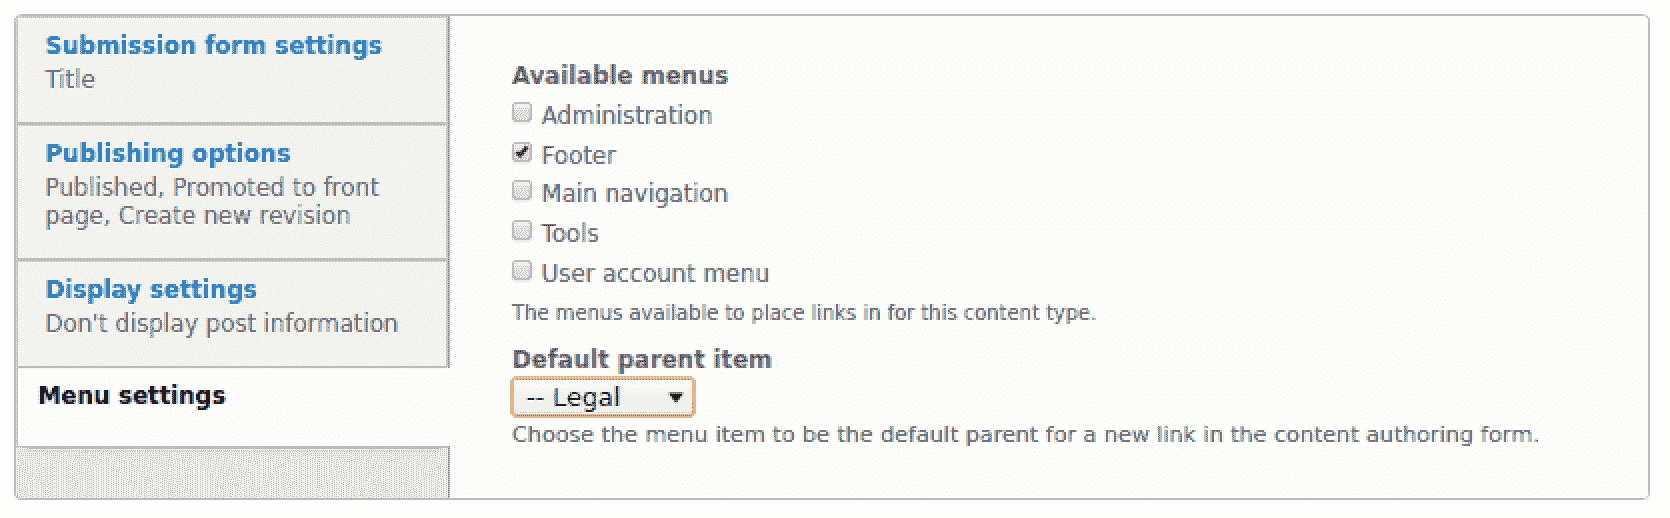 Submission form settings
Title
Publishing options
Published, Promoted to front
page, Create new revision
Display settings
Don't display post information
Menu settings
Available menus
Administration
Footer
Main navigation
Tools
User account menu
The menus available to place links in for this content type.
Default parent item
-- Legal
Choose the menu item to be the default parent for a new link in the content authoring form.